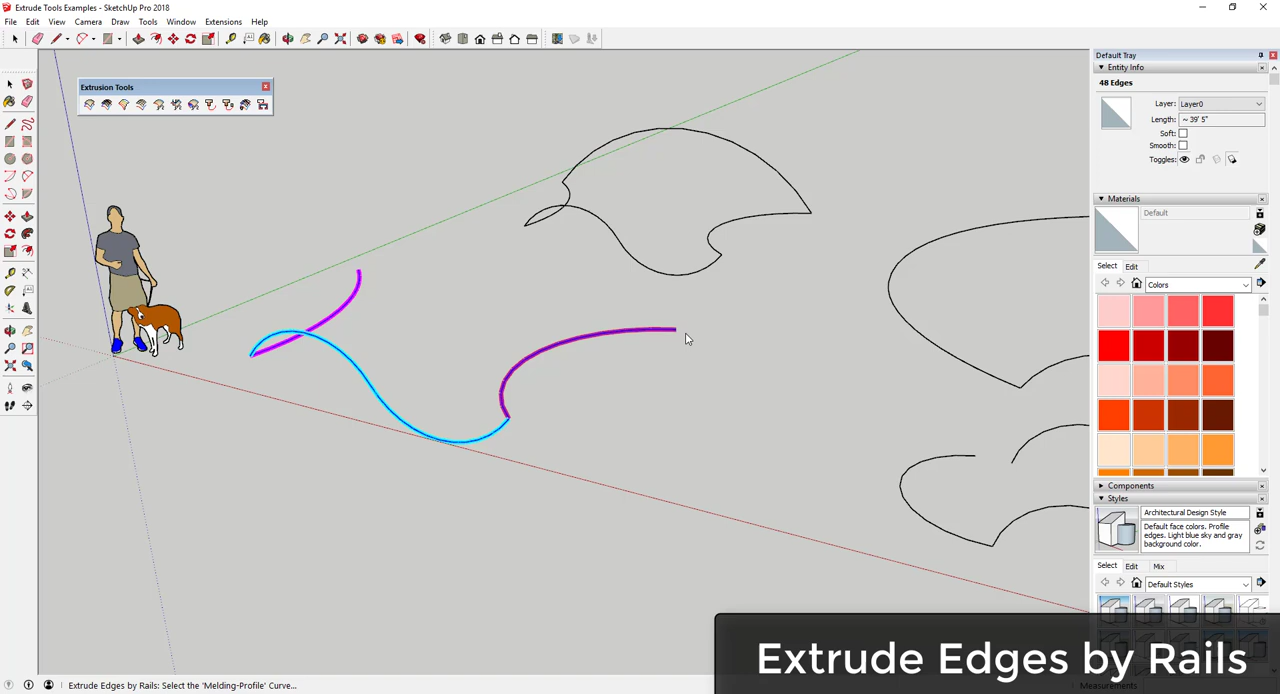 Extrude Tools Examples - SketchUp Pro 2018
File Edit View Camera Draw Tools Window Extensions Help
Extrusion Tools
Default Tray
Entity Info
48 Edges
Layer: Layer0
Length: ~ 39' 5"
Soft:
Smooth:
Toggles:
Materials
Default
Select Edit
Colors
Components
Styles
Architectural Design Style
Default face colors. Profile
edges. Light blue sky and gray
background color.
Select Edit Mix
Default Styles
Extrude Edges by Rails
Extrude Edges by Rails: Select the 'Melding-Profile' Curve...
Measurements